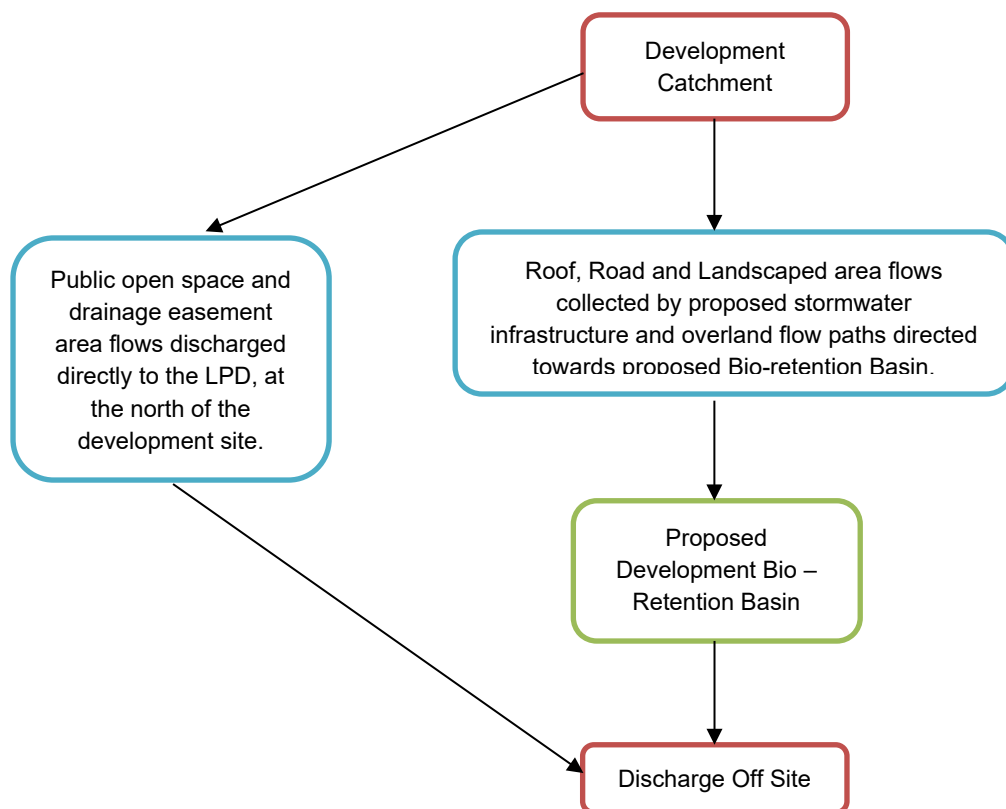 Development
Catchment
Public open space and
drainage easement
area flows discharged
directly to the LPD, at
the north of the
development site.
Roof, Road and Landscaped area flows
collected by proposed stormwater
infrastructure and overland flow paths directed
towards proposed Bio-retention Basin.
Proposed
Development Bio –
Retention Basin
Discharge Off Site